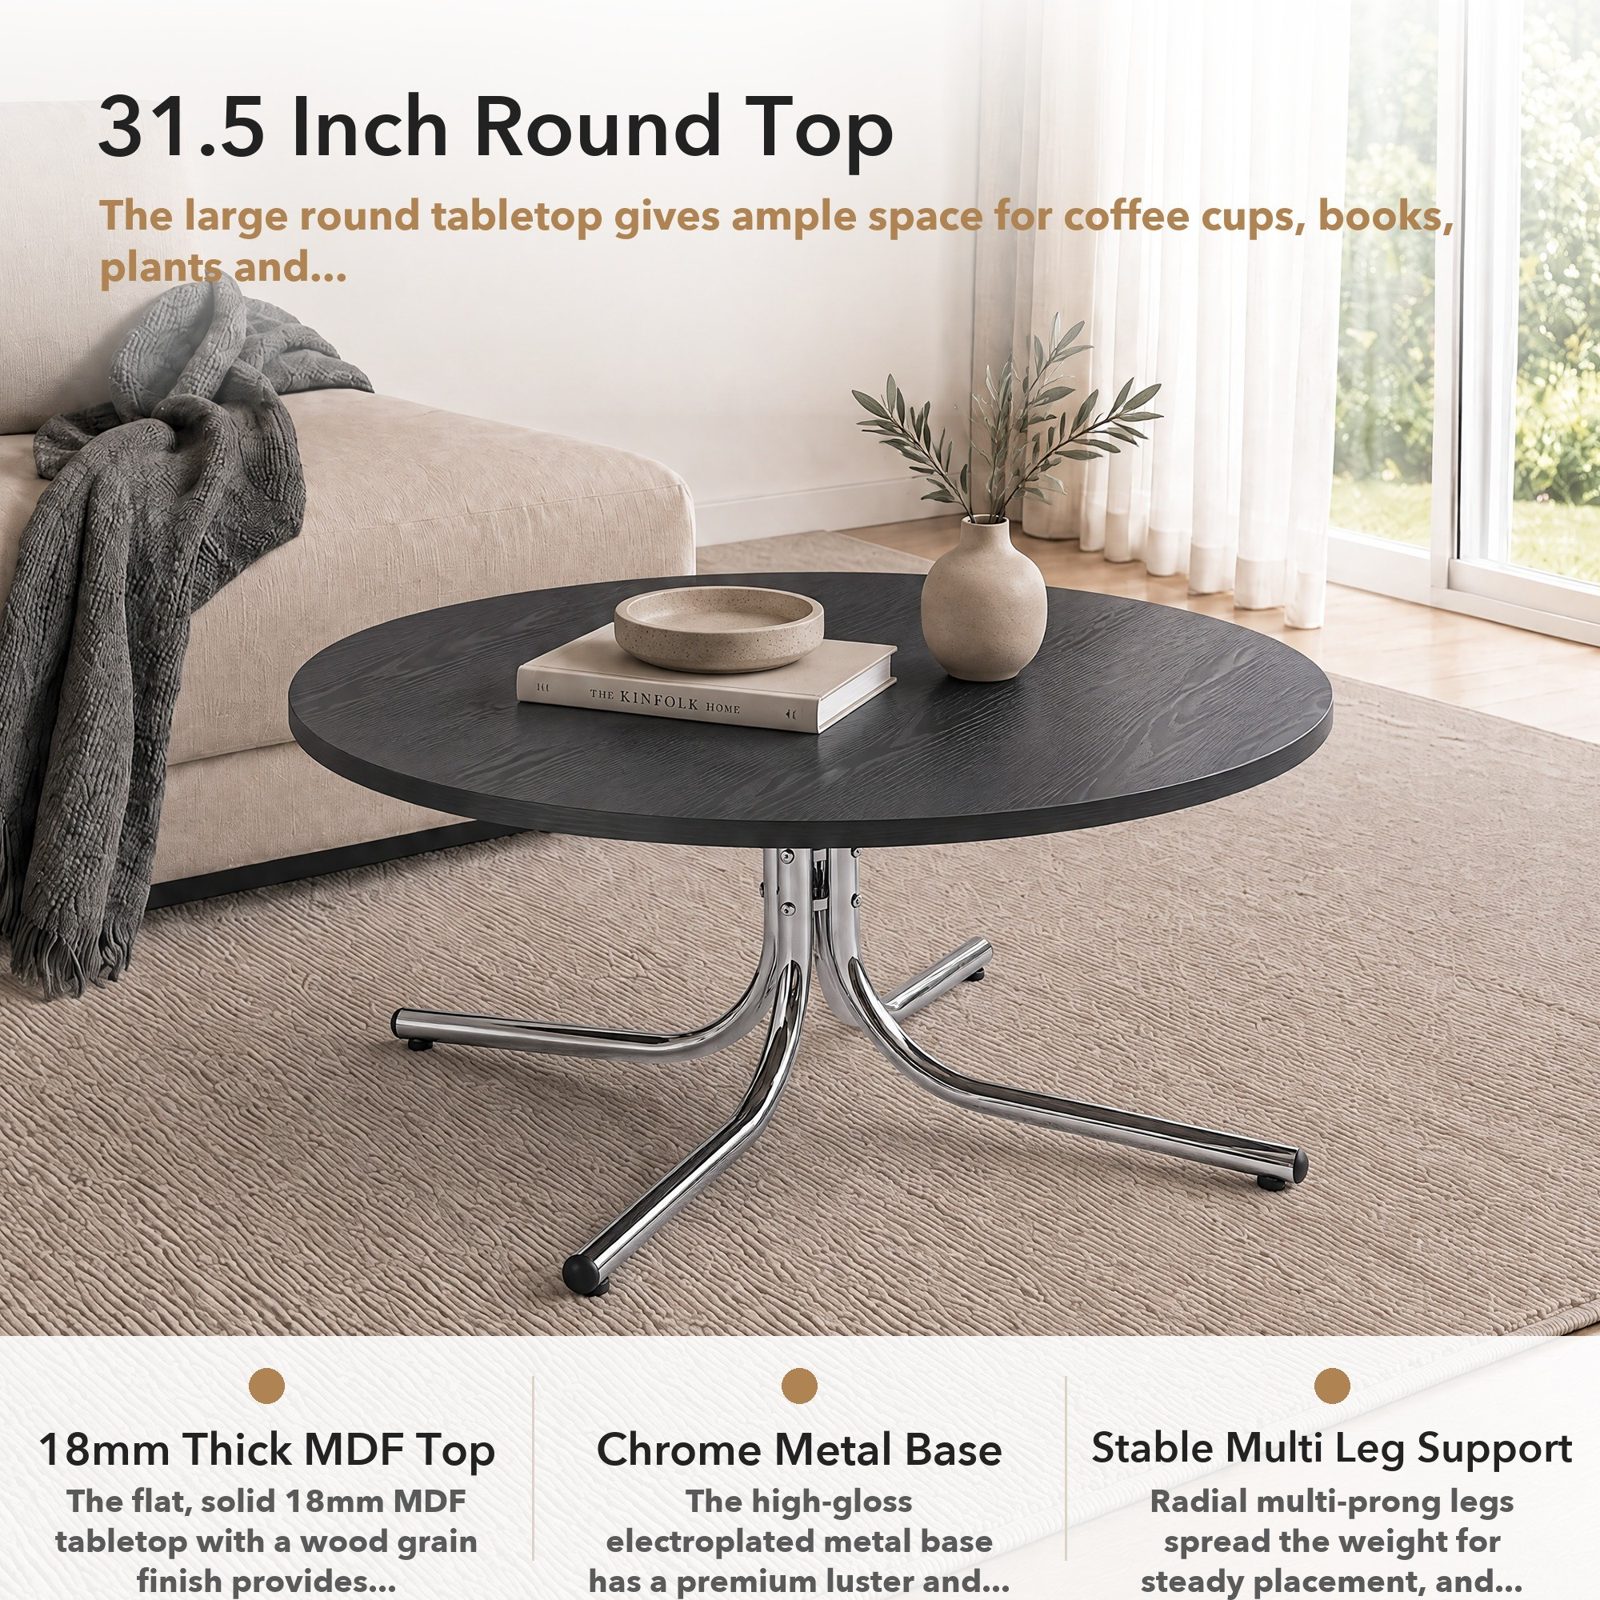 31.5 Inch Round Top
The large round tabletop gives ample space for coffee cups, books,
plants and...
THE KINFOLK HOME
18mm Thick MDF Top
The flat, solid 18mm MDF
tabletop with a wood grain
finish provides...
Chrome Metal Base
The high-gloss
electroplated metal base
has a premium luster and...
Stable Multi Leg Support
Radial multi-prong legs
spread the weight for
steady placement, and...